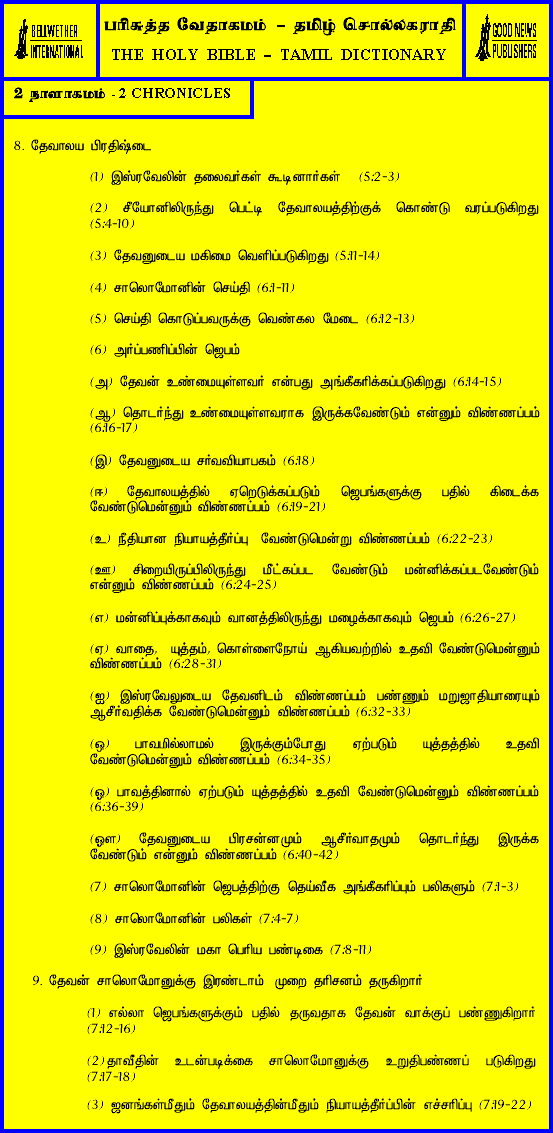 BELLWETHER
INTERNATIONAL
பரிசுத்த வேதாகமம் - தமிழ் சொல்லகராதி
THE HOLY BIBLE - TAMIL DICTIONARY
GOOD NEWS
PUBLISHERS
2 நாளாகமம் - 2 CHRONICLES
8. தேவாலய பிரதிஷ்டை
(1) இஸ்ரவேலின் தலைவர்கள் கூடினார்கள் (5:2-3)
(2) சீயோனிலிருந்து பெட்டி தேவாலயத்திற்குக் கொண்டு வரப்படுகிறது
(5:4-10)
(3) தேவனுடைய மகிமை வெளிப்படுகிறது (5:11-14)
(4) சாலொமோனின் செய்தி (6:1-11)
(5) செய்தி கொடுப்பவருக்கு வெண்கல மேடை (6:12-13)
(6) அர்ப்பணிப்பின் ஜெபம்
(அ) தேவன் உண்மையுள்ளவர் என்பது அங்கீகரிக்கப்படுகிறது (6:14-15)
(ஆ) தொடர்ந்து உண்மையுள்ளவராக இருக்கவேண்டும் என்னும் விண்ணப்பம்
(6:16-17)
(இ) தேவனுடைய சர்வவியாபகம் (6:18)
(ஈ) தேவாலயத்தில் ஏறெடுக்கப்படும் ஜெபங்களுக்கு பதில் கிடைக்க
வேண்டுமென்னும் விண்ணப்பம் (6:19-21)
(உ) நீதியான நியாயத்தீர்ப்பு வேண்டுமென்று விண்ணப்பம் (6:22-23)
(ஊ) சிறையிருப்பிலிருந்து மீட்கப்பட வேண்டும் மன்னிக்கப்படவேண்டும்
என்னும் விண்ணப்பம் (6:24-25)
(எ) மன்னிப்புக்காகவும் வானத்திலிருந்து மழைக்காகவும் ஜெபம் (6:26-27)
(ஏ) வாதை, யுத்தம், கொள்ளைநோய் ஆகியவற்றில் உதவி வேண்டுமென்னும்
விண்ணப்பம் (6:28-31)
(ஐ) இஸ்ரவேலுடைய தேவனிடம் விண்ணப்பம் பண்ணும் மறுஜாதியாரையும்
ஆசீர்வதிக்க வேண்டுமென்னும் விண்ணப்பம் (6:32-33)
(ஒ) பாவமில்லாமல் இருக்கும்போது ஏற்படும் யுத்தத்தில் உதவி
வேண்டுமென்னும் விண்ணப்பம் (6:34-35)
(ஓ) பாவத்தினால் ஏற்படும் யுத்தத்தில் உதவி வேண்டுமென்னும் விண்ணப்பம்
(6:36-39)
(ஔ) தேவனுடைய பிரசன்னமும் ஆசீர்வாதமும் தொடர்ந்து இருக்க
வேண்டும் என்னும் விண்ணப்பம் (6:40-42)
(7) சாலொமோனின் ஜெபத்திற்கு தெய்வீக அங்கீகரிப்பும் பலிகளும் (7:1-3)
(8) சாலொமோனின் பலிகள் (7:4-7)
(9) இஸ்ரவேலின் மகா பெரிய பண்டிகை (7:8-11)
9. தேவன் சாலொமோனுக்கு இரண்டாம் முறை தரிசனம் தருகிறார்
(1) எல்லா ஜெபங்களுக்கும் பதில் தருவதாக தேவன் வாக்குப் பண்ணுகிறார்
(7:12-16)
(2) தாவீதின் உடன்படிக்கை சாலொமோனுக்கு உறுதிபண்ணப் படுகிறது
(7:17-18)
(3) ஜனங்கள்மீதும் தேவாலயத்தின்மீதும் நியாயத்தீர்ப்பின் எச்சரிப்பு (7:19-22)